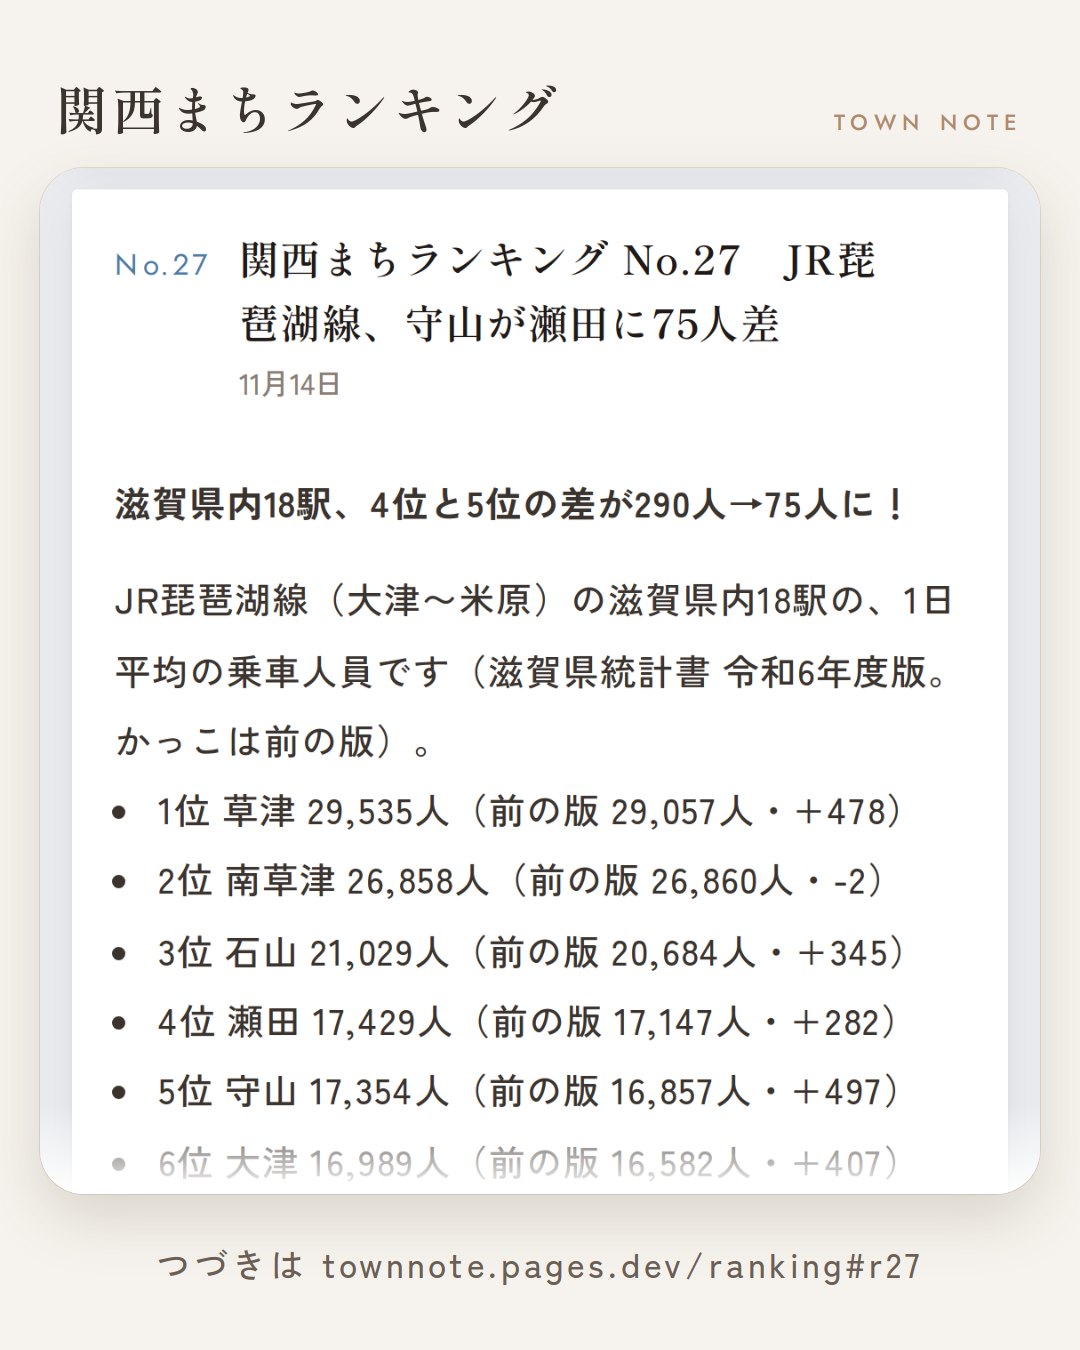 関西まちランキング
TOWN NOTE
No.27
関西まちランキング No.27　JR琵
琶湖線、守山が瀬田に75人差
11月14日
滋賀県内18駅、4位と5位の差が290人→75人に！
JR琵琶湖線（大津〜米原）の滋賀県内18駅の、1日
平均の乗車人員です（滋賀県統計書 令和6年度版。
かっこは前の版）。
• 1位 草津 29,535人（前の版 29,057人・＋478）
• 2位 南草津 26,858人（前の版 26,860人・-2）
• 3位 石山 21,029人（前の版 20,684人・＋345）
• 4位 瀬田 17,429人（前の版 17,147人・＋282）
• 5位 守山 17,354人（前の版 16,857人・＋497）
• 6位 大津 16,989人（前の版 16,582人・＋407）
つづきは townnote.pages.dev/ranking#r27